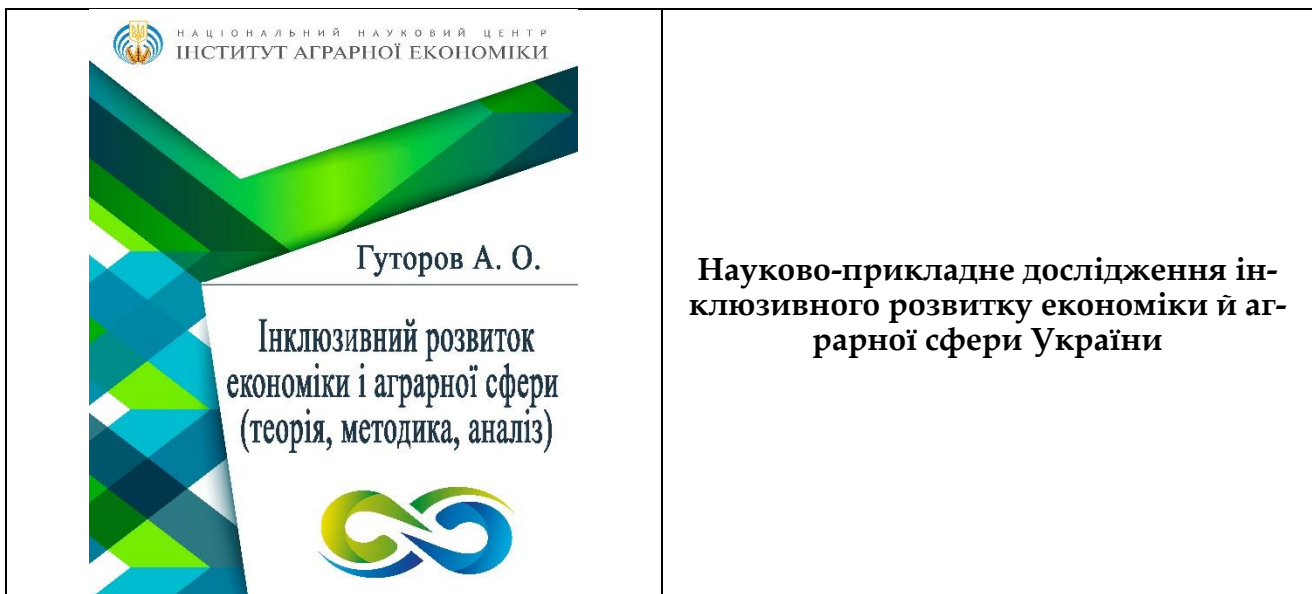 НАЦІОНАЛЬНИЙ НАУКОВИЙ ЦЕНТР
ІНСТИТУТ АГРАРНОЇ ЕКОНОМІКИ
Гуторов А. О.
Інклюзивний розвиток
економіки і аграрної сфери
(теорія, методика, аналіз)
Науково-прикладне дослідження ін-
клюзивного розвитку економіки й аг-
рарної сфери України